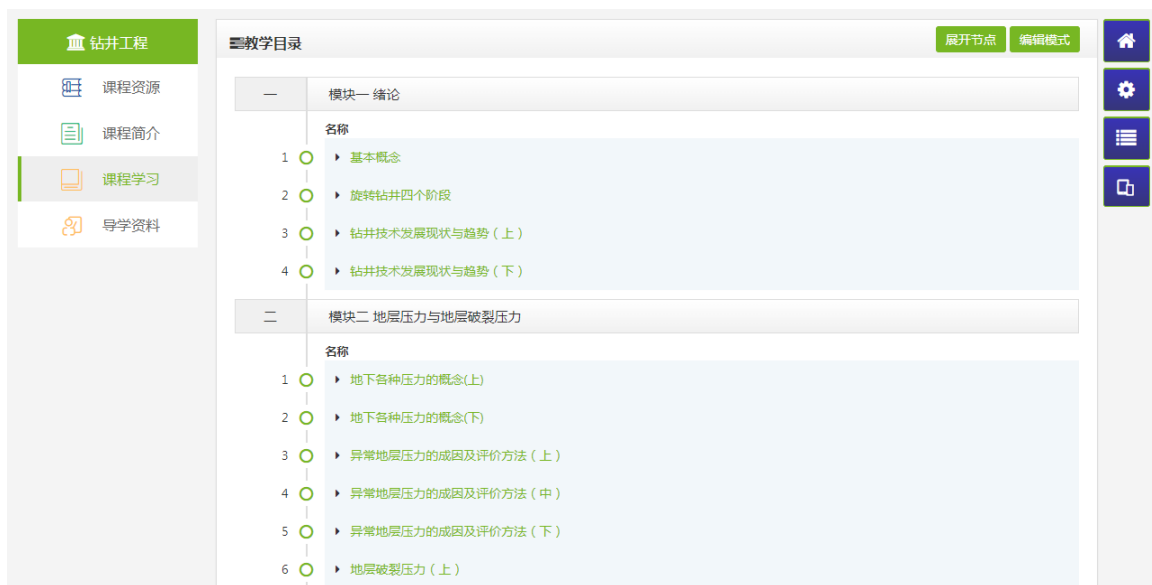 钻井工程
课程资源
课程简介
课程学习
导学资料
教学目录
展开节点 编辑模式
一 模块一 绪论
名称
1 基本概念
2 旋转钻井四个阶段
3 钻井技术发展现状与趋势（上）
4 钻井技术发展现状与趋势（下）
二 模块二 地层压力与地层破裂压力
名称
1 地下各种压力的概念(上)
2 地下各种压力的概念(下)
3 异常地层压力的成因及评价方法（上）
4 异常地层压力的成因及评价方法（中）
5 异常地层压力的成因及评价方法（下）
6 地层破裂压力（上）